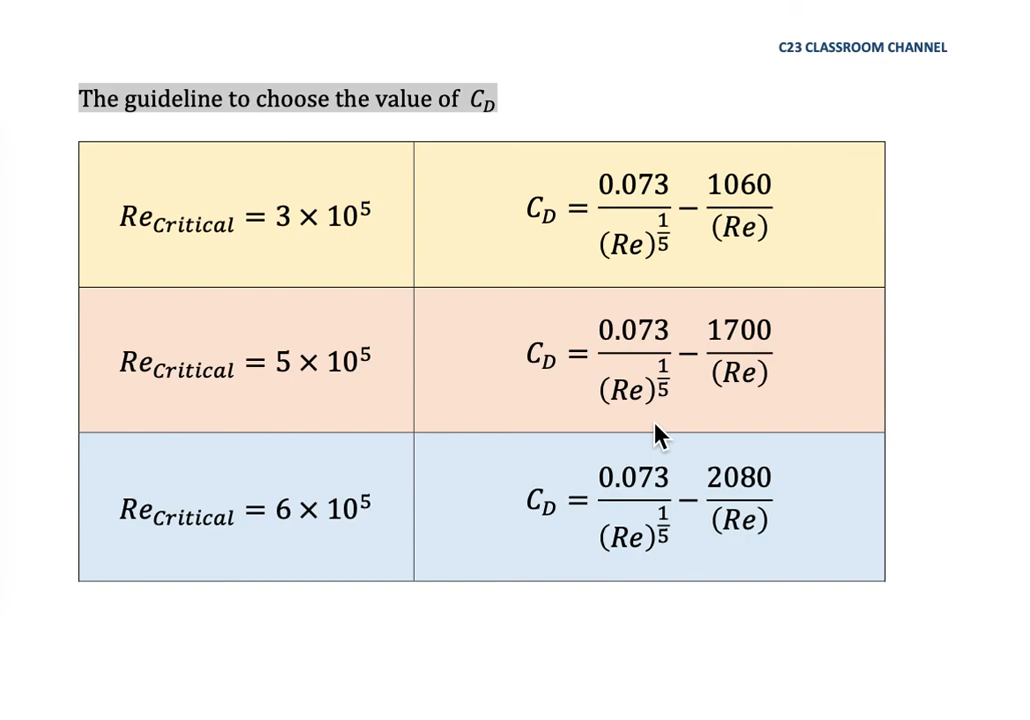 C23 CLASSROOM CHANNEL
The guideline to choose the value of C_D
Re_Critical = 3 × 10^5
C_D = 0.073/(Re)^(1/5) − 1060/(Re)
Re_Critical = 5 × 10^5
C_D = 0.073/(Re)^(1/5) − 1700/(Re)
Re_Critical = 6 × 10^5
C_D = 0.073/(Re)^(1/5) − 2080/(Re)